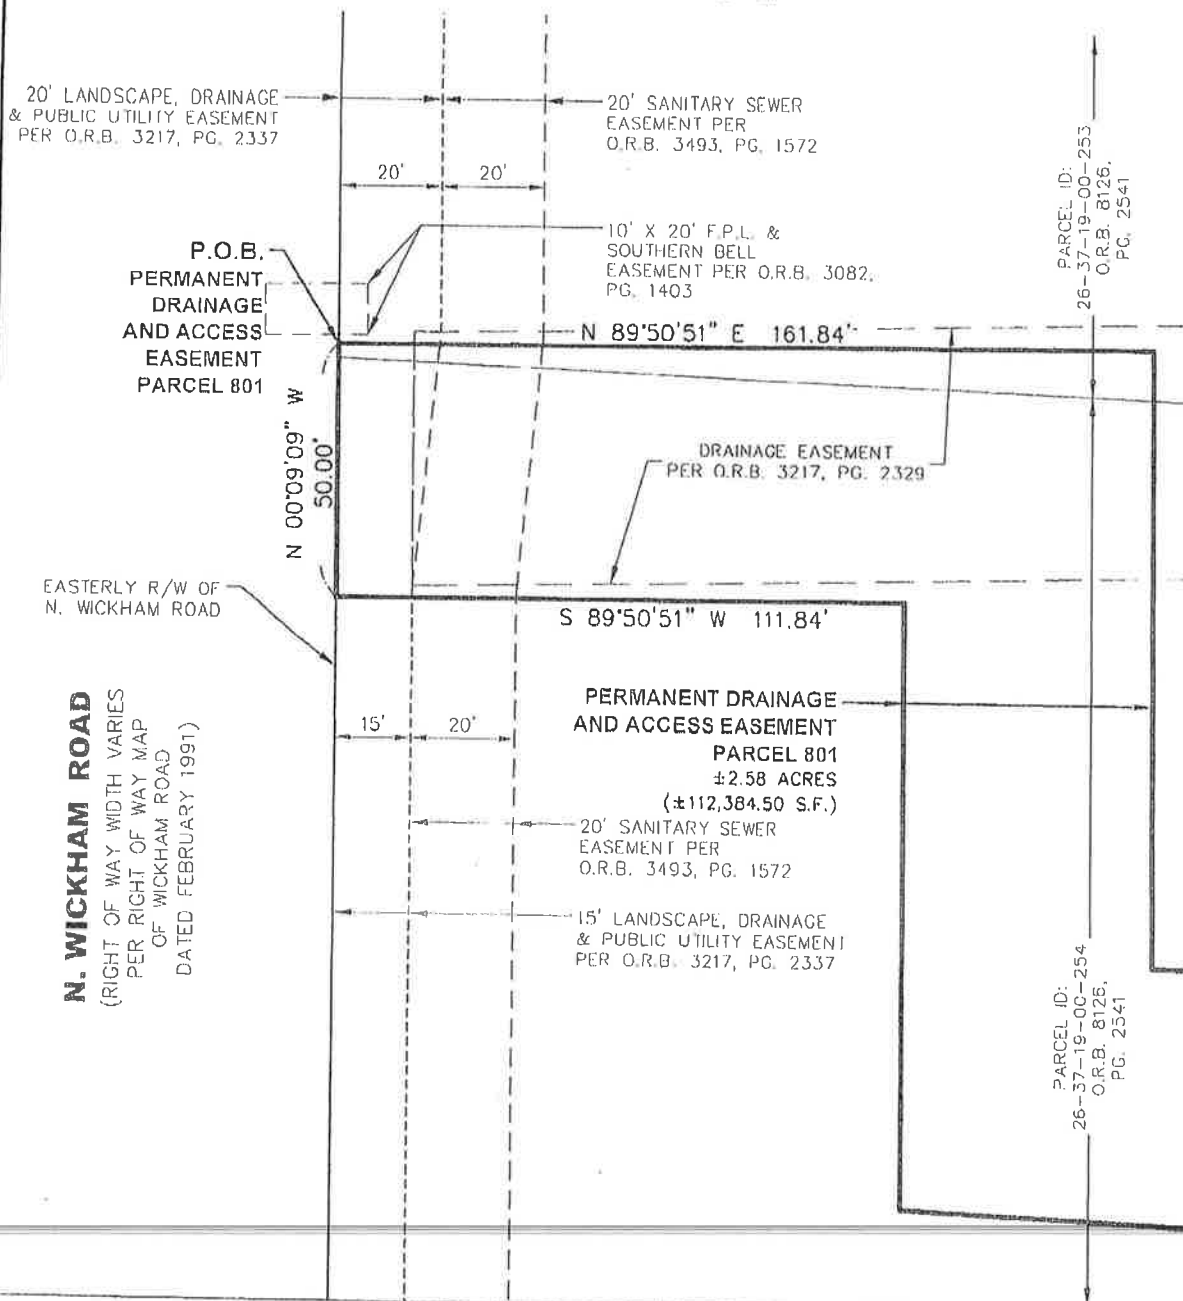 20' LANDSCAPE, DRAINAGE
& PUBLIC UTILITY EASEMENT
PER O.R.B. 3217, PG. 2337
20' SANITARY SEWER
EASEMENT PER
O.R.B. 3493, PG. 1572
20'
20'
PARCEL ID:
26-37-19-00-253
O.R.B. 8126,
PG. 2541
10' X 20' F.P.L. &
SOUTHERN BELL
EASEMENT PER O.R.B. 3082,
PG. 1403
P.O.B.
PERMANENT
DRAINAGE
AND ACCESS
EASEMENT
PARCEL 801
N 89°50'51" E 161.84'
N 00°09'09" W
50.00'
DRAINAGE EASEMENT
PER O.R.B. 3217, PG. 2329
EASTERLY R/W OF
N. WICKHAM ROAD
S 89°50'51" W 111.84'
N. WICKHAM ROAD
(RIGHT OF WAY WIDTH VARIES
PER RIGHT OF WAY MAP
OF WICKHAM ROAD
DATED FEBRUARY 1991)
15'
20'
PERMANENT DRAINAGE
AND ACCESS EASEMENT
PARCEL 801
±2.58 ACRES
(±112,384.50 S.F.)
20' SANITARY SEWER
EASEMENT PER
O.R.B. 3493, PG. 1572
15' LANDSCAPE, DRAINAGE
& PUBLIC UTILITY EASEMENT
PER O.R.B. 3217, PG. 2337
PARCEL ID:
26-37-19-00-254
O.R.B. 8126,
PG. 2541